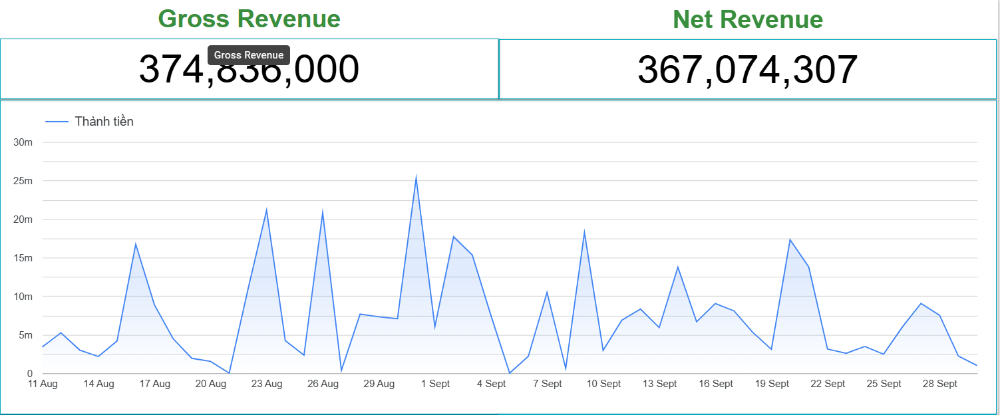 Gross Revenue
Net Revenue
Gross Revenue
374,836,000
367,074,307
Thành tiền
30m
25m
20m
15m
10m
5m
0
11 Aug 14 Aug 17 Aug 20 Aug 23 Aug 26 Aug 29 Aug 1 Sept 4 Sept 7 Sept 10 Sept 13 Sept 16 Sept 19 Sept 22 Sept 25 Sept 28 Sept